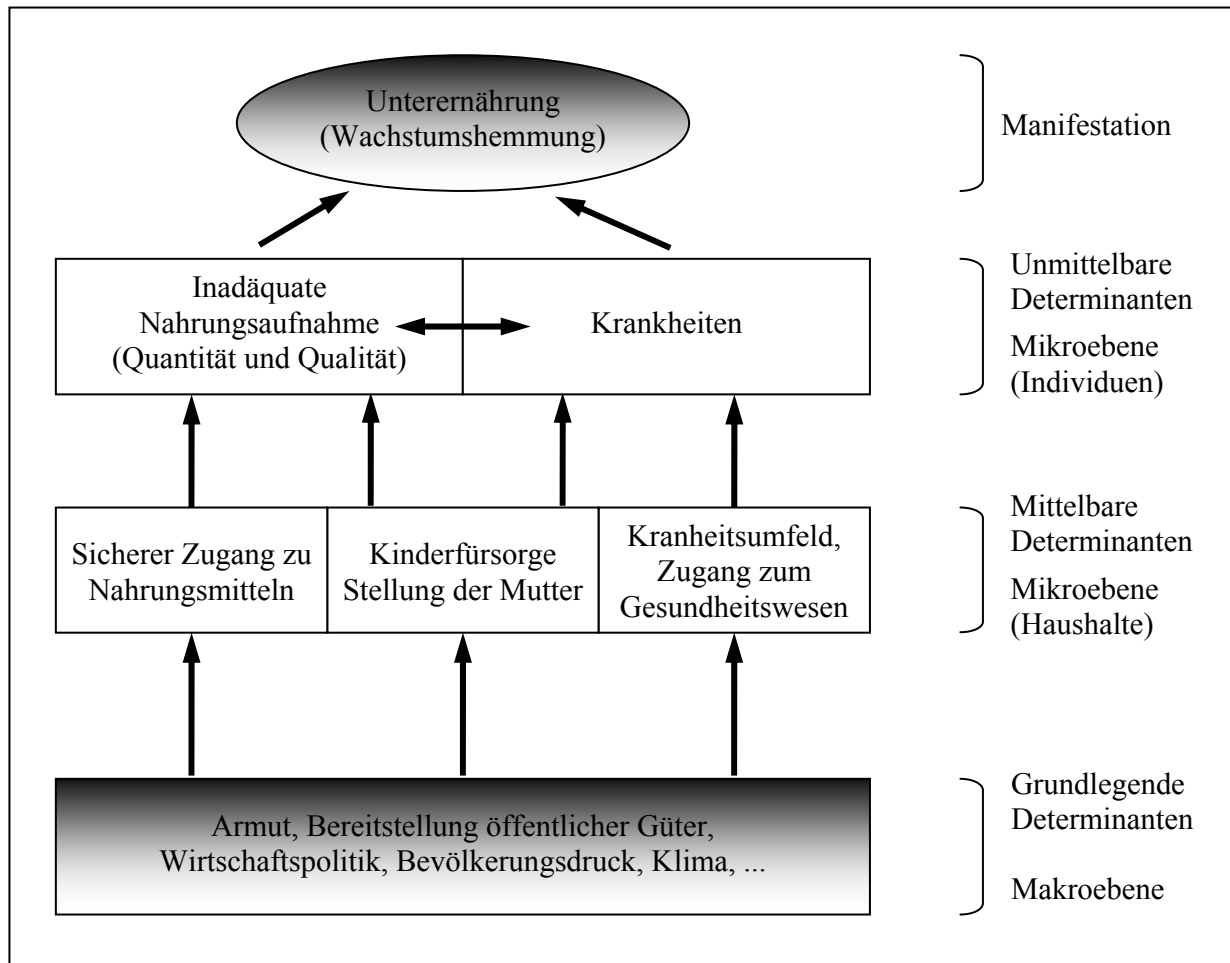 Unterernährung
(Wachstumshemmung)
Manifestation
Inadäquate
Nahrungsaufnahme
(Quantität und Qualität)
Krankheiten
Unmittelbare
Determinanten
Mikroebene
(Individuen)
Sicherer Zugang zu
Nahrungsmitteln
Kinderfürsorge
Stellung der Mutter
Kranheitsumfeld,
Zugang zum
Gesundheitswesen
Mittelbare
Determinanten
Mikroebene
(Haushalte)
Armut, Bereitstellung öffentlicher Güter,
Wirtschaftspolitik, Bevölkerungsdruck, Klima, ...
Grundlegende
Determinanten
Makroebene